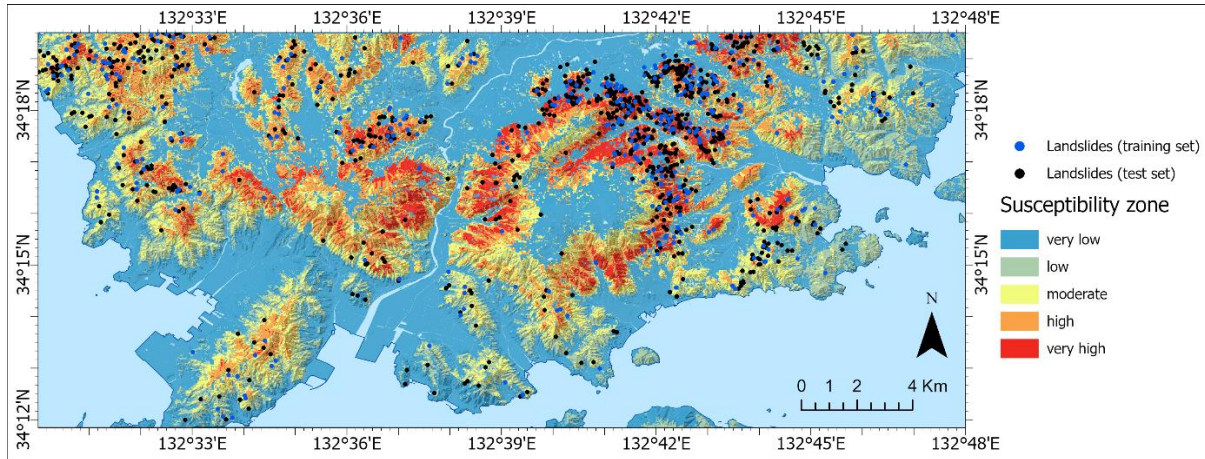 132°33'E 132°36'E 132°39'E 132°42'E 132°45'E 132°48'E
34°18'N 34°18'N
34°15'N 34°15'N
34°12'N 34°12'N
Landslides (training set)
Landslides (test set)
Susceptibility zone
very low
low
moderate
high
very high
N
0 1 2 4 Km
132°33'E 132°36'E 132°39'E 132°42'E 132°45'E 132°48'E